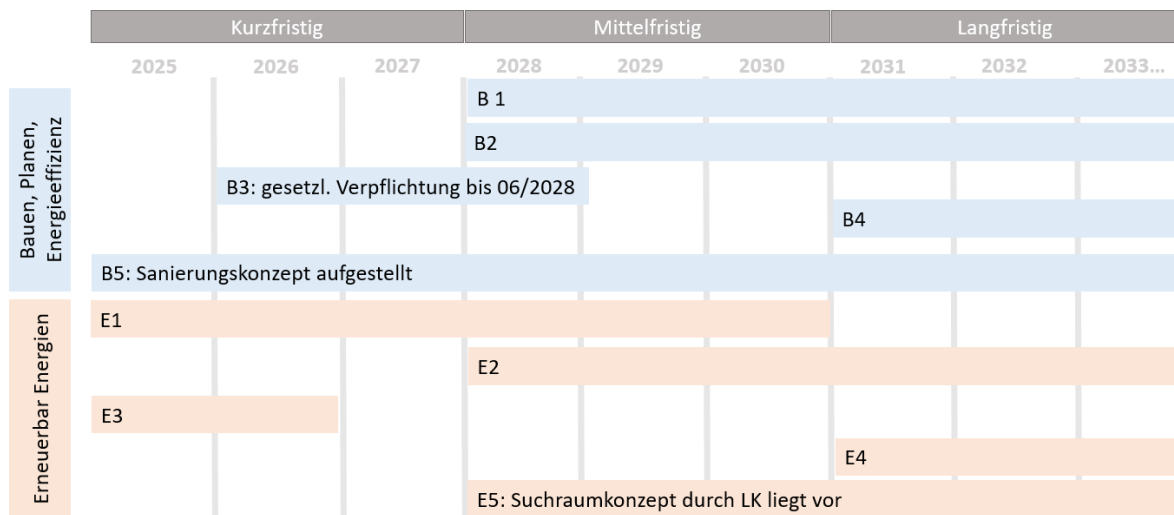 Kurzfristig
Mittelfristig
Langfristig
2025
2026
2027
2028
2029
2030
2031
2032
2033...
Bauen, Planen,
Energieeffizienz
B 1
B2
B3: gesetzl. Verpflichtung bis 06/2028
B4
B5: Sanierungskonzept aufgestellt
Erneuerbar Energien
E1
E2
E3
E4
E5: Suchraumkonzept durch LK liegt vor